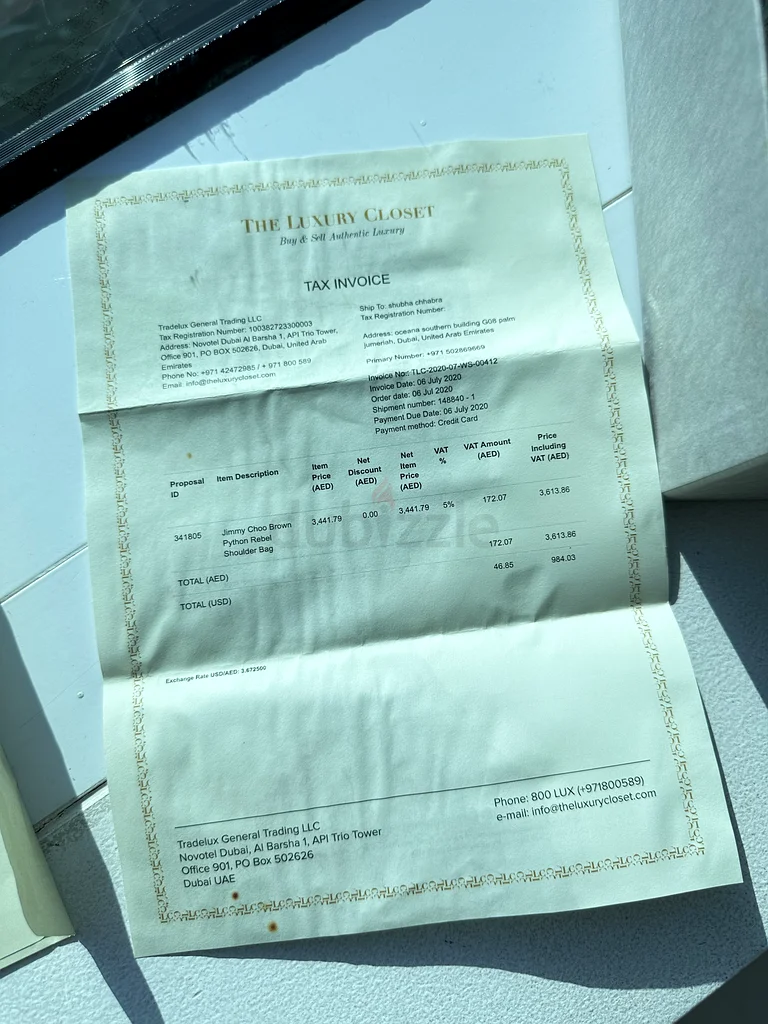 THE LUXURY CLOSET
Buy & Sell Authentic Luxury
TAX INVOICE
Tradelux General Trading LLC
Tax Registration Number: 100382723300003
Address: Novotel Dubai Al Barsha 1, API Trio Tower,
Office 901, PO BOX 502626, Dubai, United Arab
Emirates
Phone No: +971 42472985 / + 971 800 589
Email: info@theluxurycloset.com
Ship To: shubha chhabra
Tax Registration Number:
Address: oceana southern building G08 palm
jumeriah, Dubai, United Arab Emirates
Primary Number: +971 502869669
Invoice No.: TLC-2020-07-WS-00412
Invoice Date: 06 July 2020
Order date: 06 Jul 2020
Shipment number: 148840 - 1
Payment Due Date: 06 July 2020
Payment method: Credit Card
Proposal ID Item Description Item Price (AED) Net Discount (AED) Net Item Price (AED) VAT % VAT Amount (AED) Price Including VAT (AED)
341805 Jimmy Choo Brown Python Rebel Shoulder Bag 3,441.79 0.00 3,441.79 5% 172.07 3,613.86
TOTAL (AED) 172.07 3,613.86
TOTAL (USD) 46.85 984.03
Exchange Rate USD/AED: 3.672500
Tradelux General Trading LLC
Novotel Dubai, Al Barsha 1, API Trio Tower
Office 901, PO Box 502626
Dubai UAE
Phone: 800 LUX (+971800589)
e-mail: info@theluxurycloset.com
dubizzle